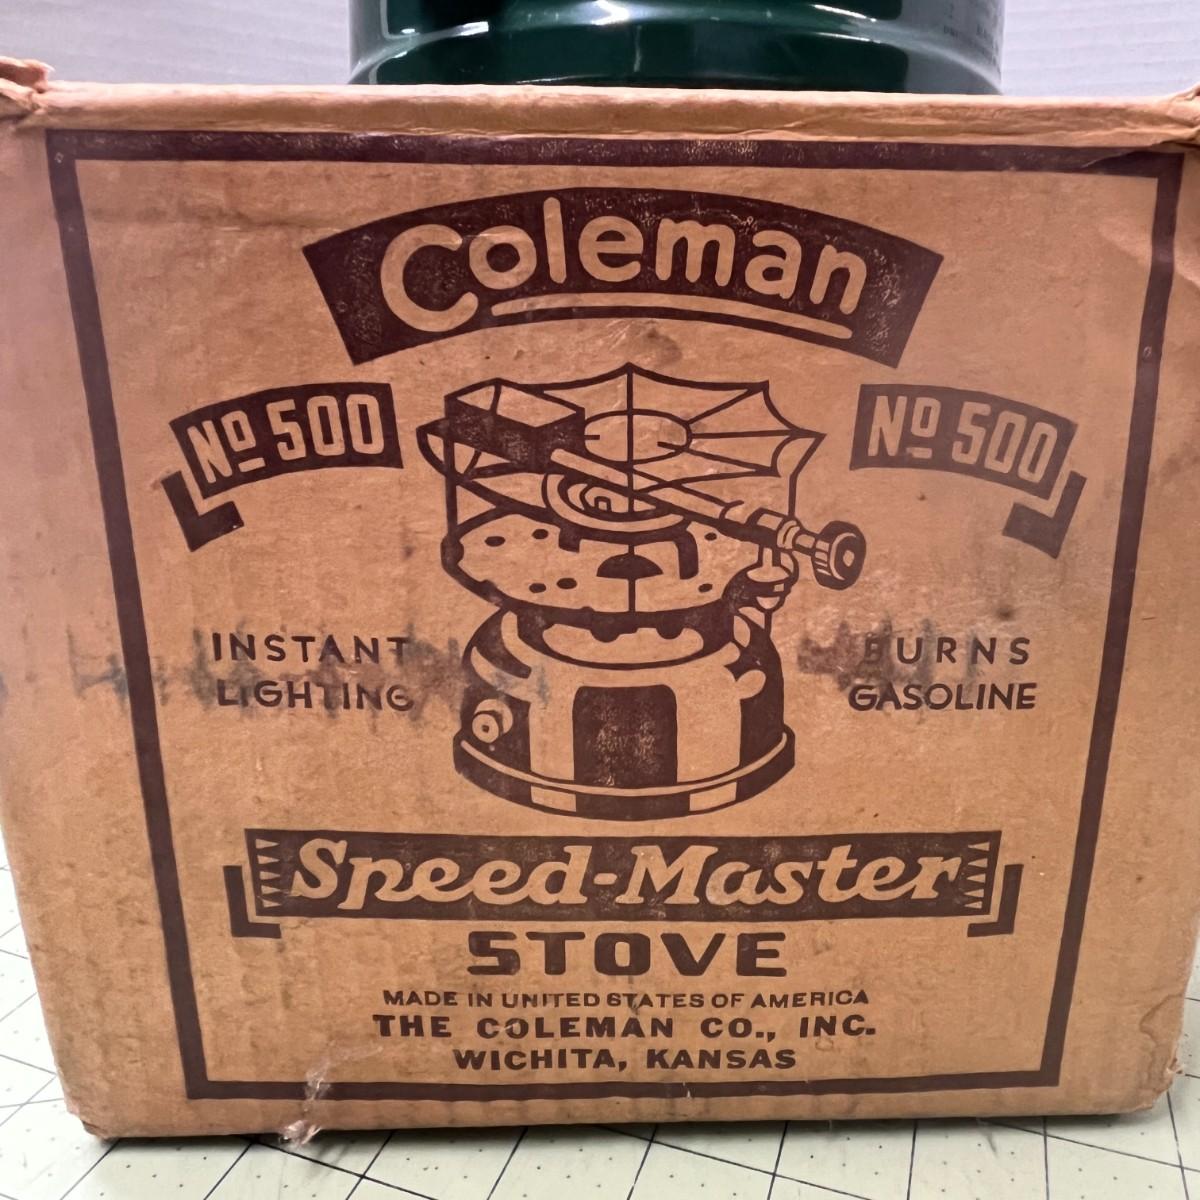 Coleman
Nº 500
Nº 500
INSTANT
LIGHTING
BURNS
GASOLINE
Speed-Master
STOVE
MADE IN UNITED STATES OF AMERICA
THE COLEMAN CO., INC.
WICHITA, KANSAS